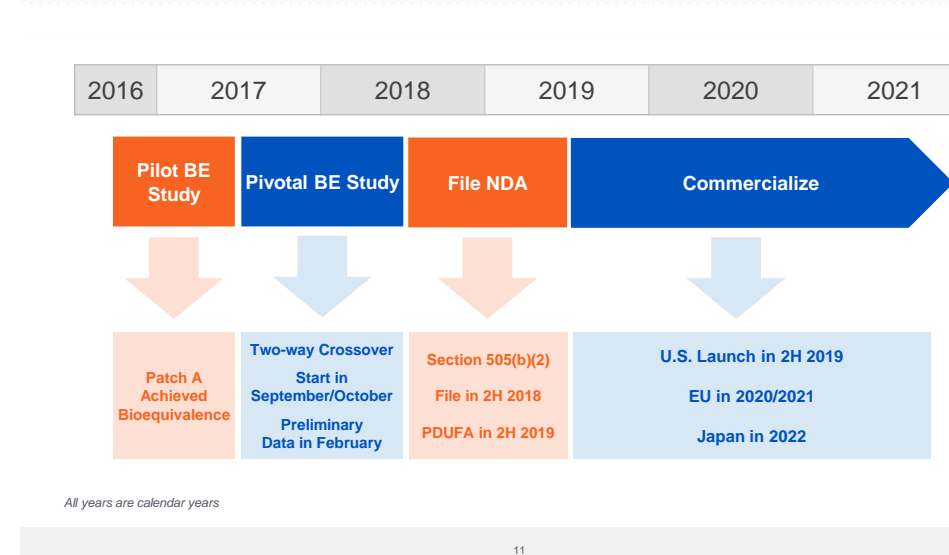 2016 2017 2018 2019 2020 2021
Pilot BE
Study
Pivotal BE Study
File NDA
Commercialize
Patch A
Achieved
Bioequivalence
Two-way Crossover
Start in
September/October
Preliminary
Data in February
Section 505(b)(2)
File in 2H 2018
PDUFA in 2H 2019
U.S. Launch in 2H 2019
EU in 2020/2021
Japan in 2022
All years are calendar years
11